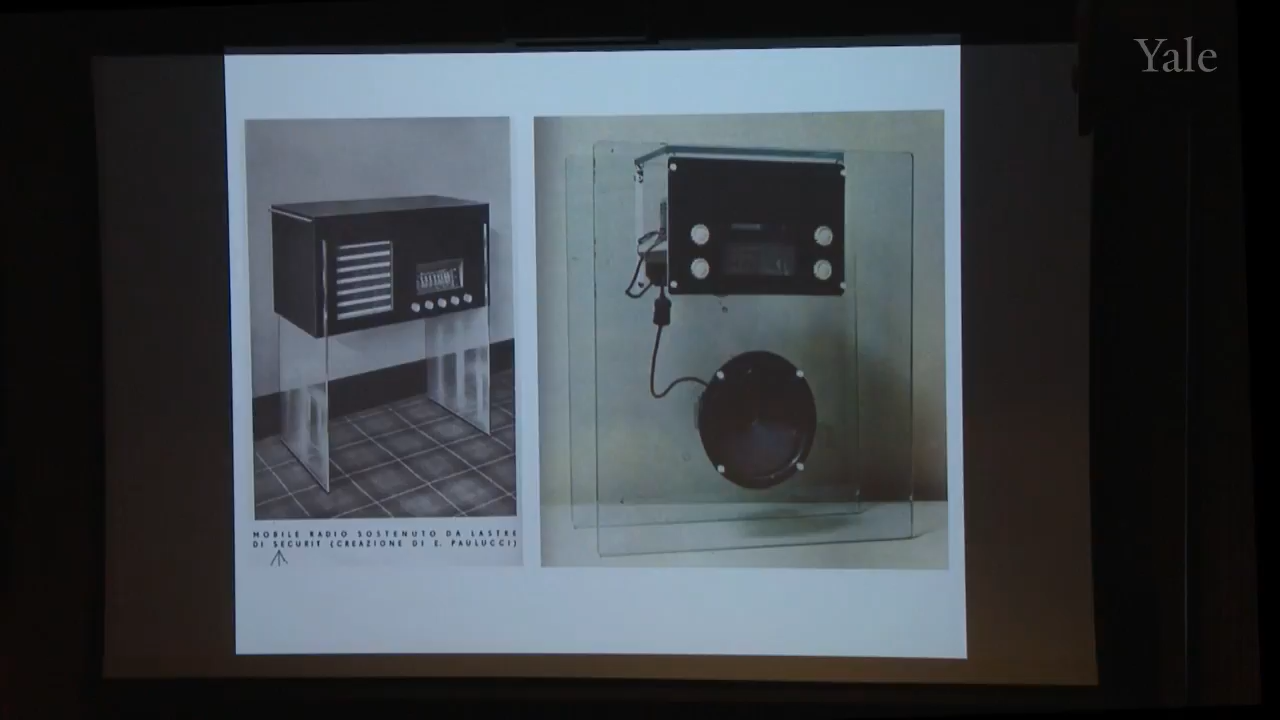 Yale
MOBILE RADIO SOSTENUTO DA LASTRE
DI SECURIT (CREAZIONE DI E. PAULUCCI)